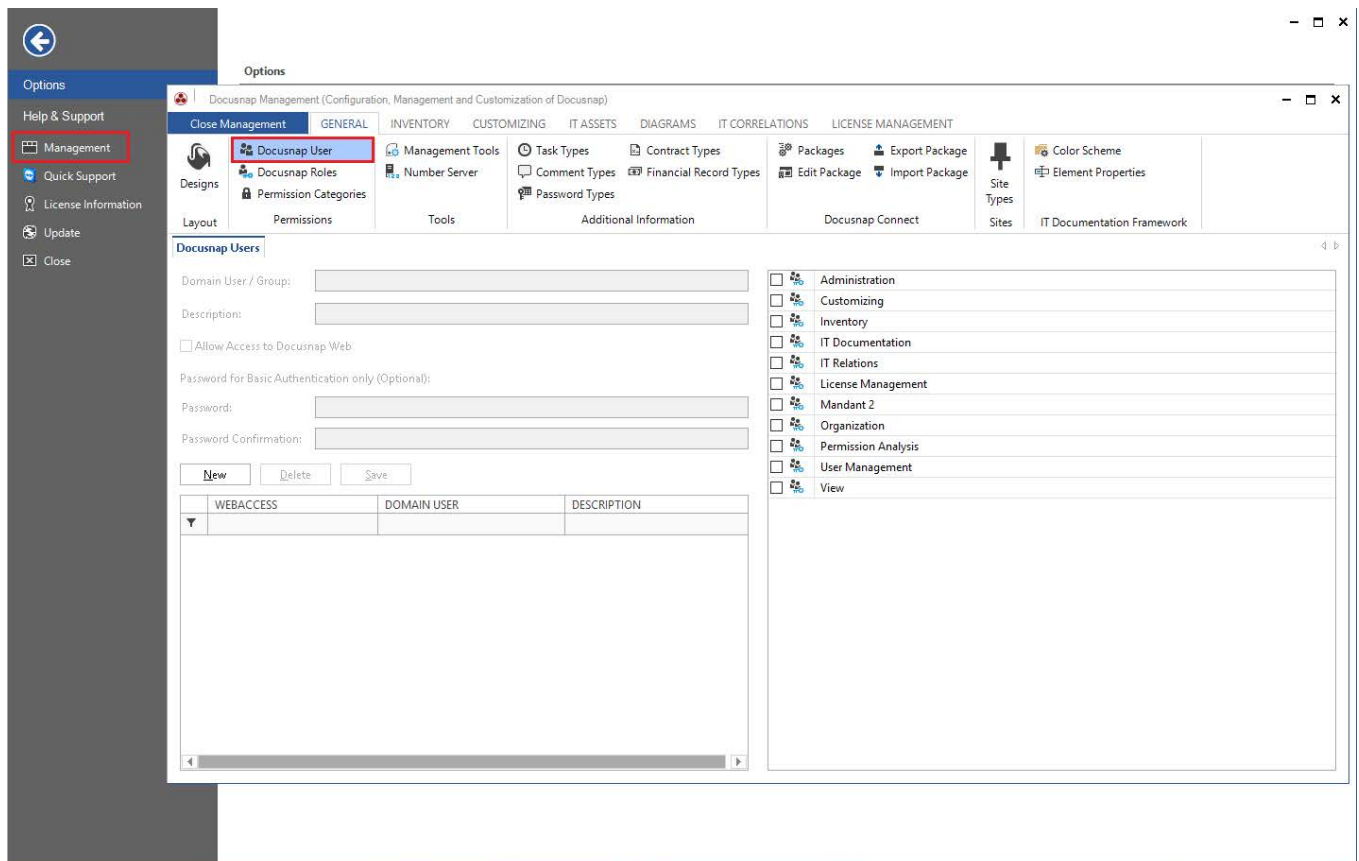 Options
Options
Help & Support
Management
Quick Support
License Information
Update
Close
Docusnap Management (Configuration, Management and Customization of Docusnap)
Close Management GENERAL INVENTORY CUSTOMIZING IT ASSETS DIAGRAMS IT CORRELATIONS LICENSE MANAGEMENT
Designs
Layout
Docusnap User
Docusnap Roles
Permission Categories
Permissions
Management Tools
Number Server
Tools
Task Types Contract Types
Comment Types Financial Record Types
Password Types
Additional Information
Packages Export Package
Edit Package Import Package
Docusnap Connect
Site
Types
Sites
Color Scheme
Element Properties
IT Documentation Framework
Docusnap Users
Domain User / Group:
Description:
Allow Access to Docusnap Web
Password for Basic Authentication only (Optional):
Password:
Password Confirmation:
New Delete Save
WEBACCESS DOMAIN USER DESCRIPTION
Administration
Customizing
Inventory
IT Documentation
IT Relations
License Management
Mandant 2
Organization
Permission Analysis
User Management
View